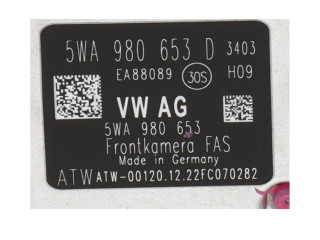 5WA 980 653 D 3403
EA88089 30S H09
VW AG
5WA 980 653
Frontkamera FAS
Made in Germany
ATW ATW-00120.12.22FC070282